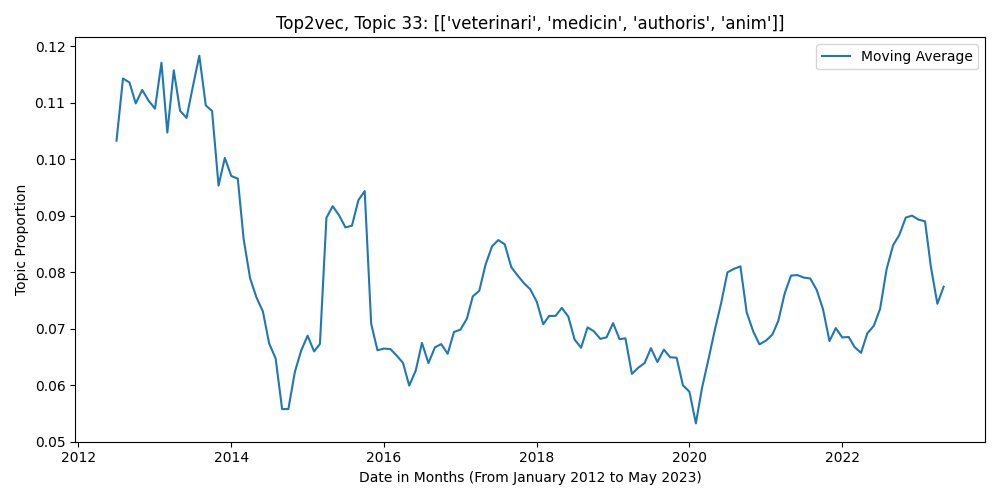 Top2vec, Topic 33: [['veterinari', 'medicin', 'authoris', 'anim']]
Moving Average
0.12
0.11
0.10
0.09
0.08
0.07
0.06
0.05
Topic Proportion
2012 2014 2016 2018 2020 2022
Date in Months (From January 2012 to May 2023)